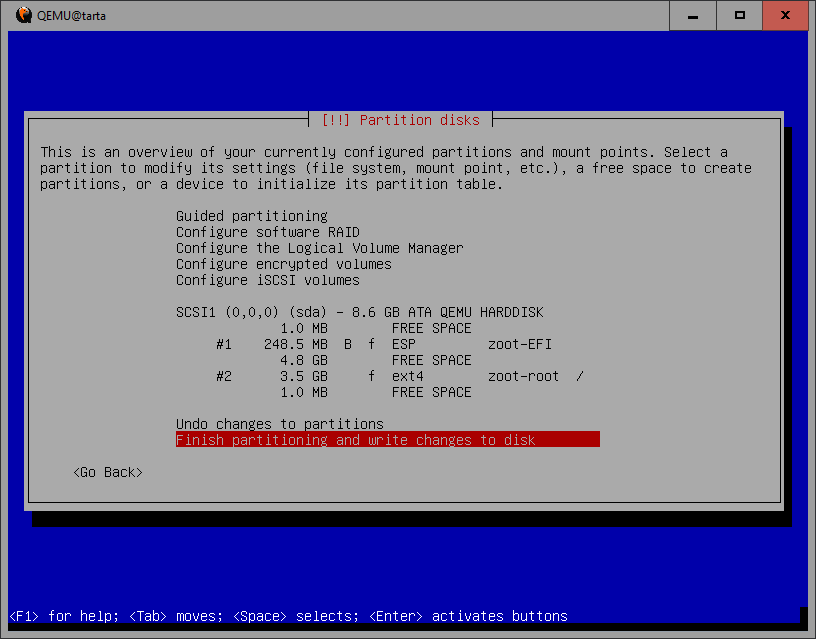 QEMU@tarta
[!!] Partition disks
This is an overview of your currently configured partitions and mount points. Select a
partition to modify its settings (file system, mount point, etc.), a free space to create
partitions, or a device to initialize its partition table.
Guided partitioning
Configure software RAID
Configure the Logical Volume Manager
Configure encrypted volumes
Configure iSCSI volumes
SCSI1 (0,0,0) (sda) - 8.6 GB ATA QEMU HARDDISK
1.0 MB FREE SPACE
#1 248.5 MB B f ESP zoot-EFI
4.8 GB FREE SPACE
#2 3.5 GB f ext4 zoot-root /
1.0 MB FREE SPACE
Undo changes to partitions
Finish partitioning and write changes to disk
<Go Back>
<F1> for help; <Tab> moves; <Space> selects; <Enter> activates buttons